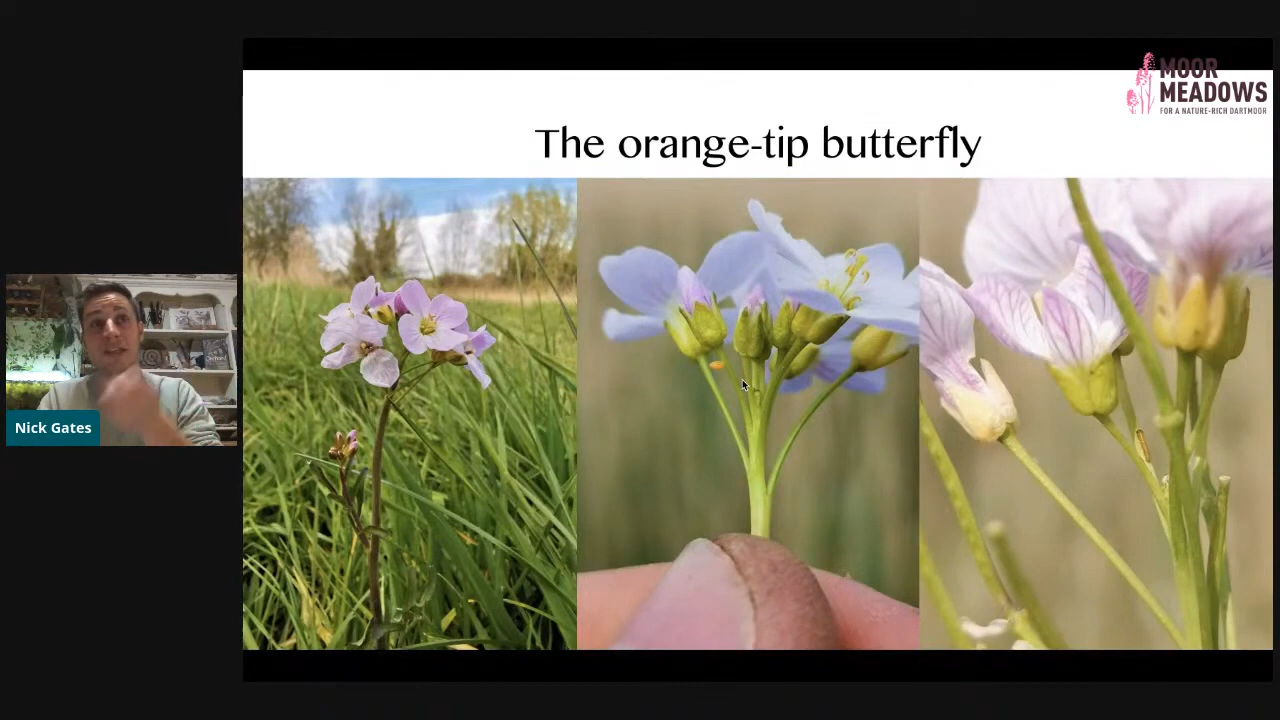 MOOR
MEADOWS
FOR A NATURE-RICH DARTMOOR
The orange-tip butterfly
Nick Gates